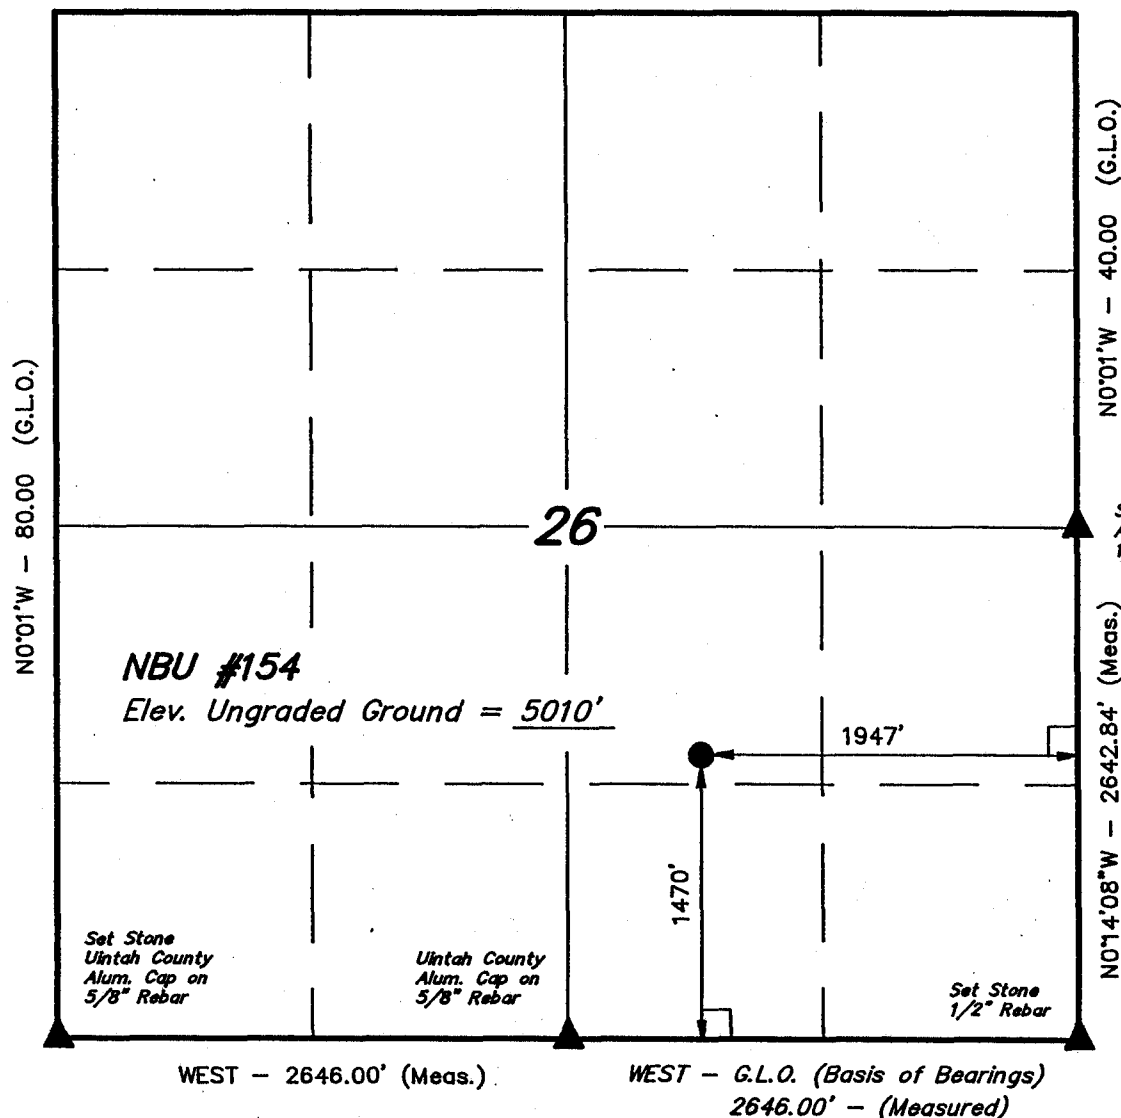 N0°01'W – 40.00 (G.L.O.)
N0°01'W – 80.00 (G.L.O.)
26
NBU #154
Elev. Ungraded Ground = 5010'
1947'
N0°14'08"W – 2642.84' (Meas.)
1470'
Set Stone
Uintah County
Alum. Cap on
5/8" Rebar
Uintah County
Alum. Cap on
5/8" Rebar
Set Stone
1/2" Rebar
WEST – 2646.00' (Meas.)
WEST – G.L.O. (Basis of Bearings)
2646.00' – (Measured)